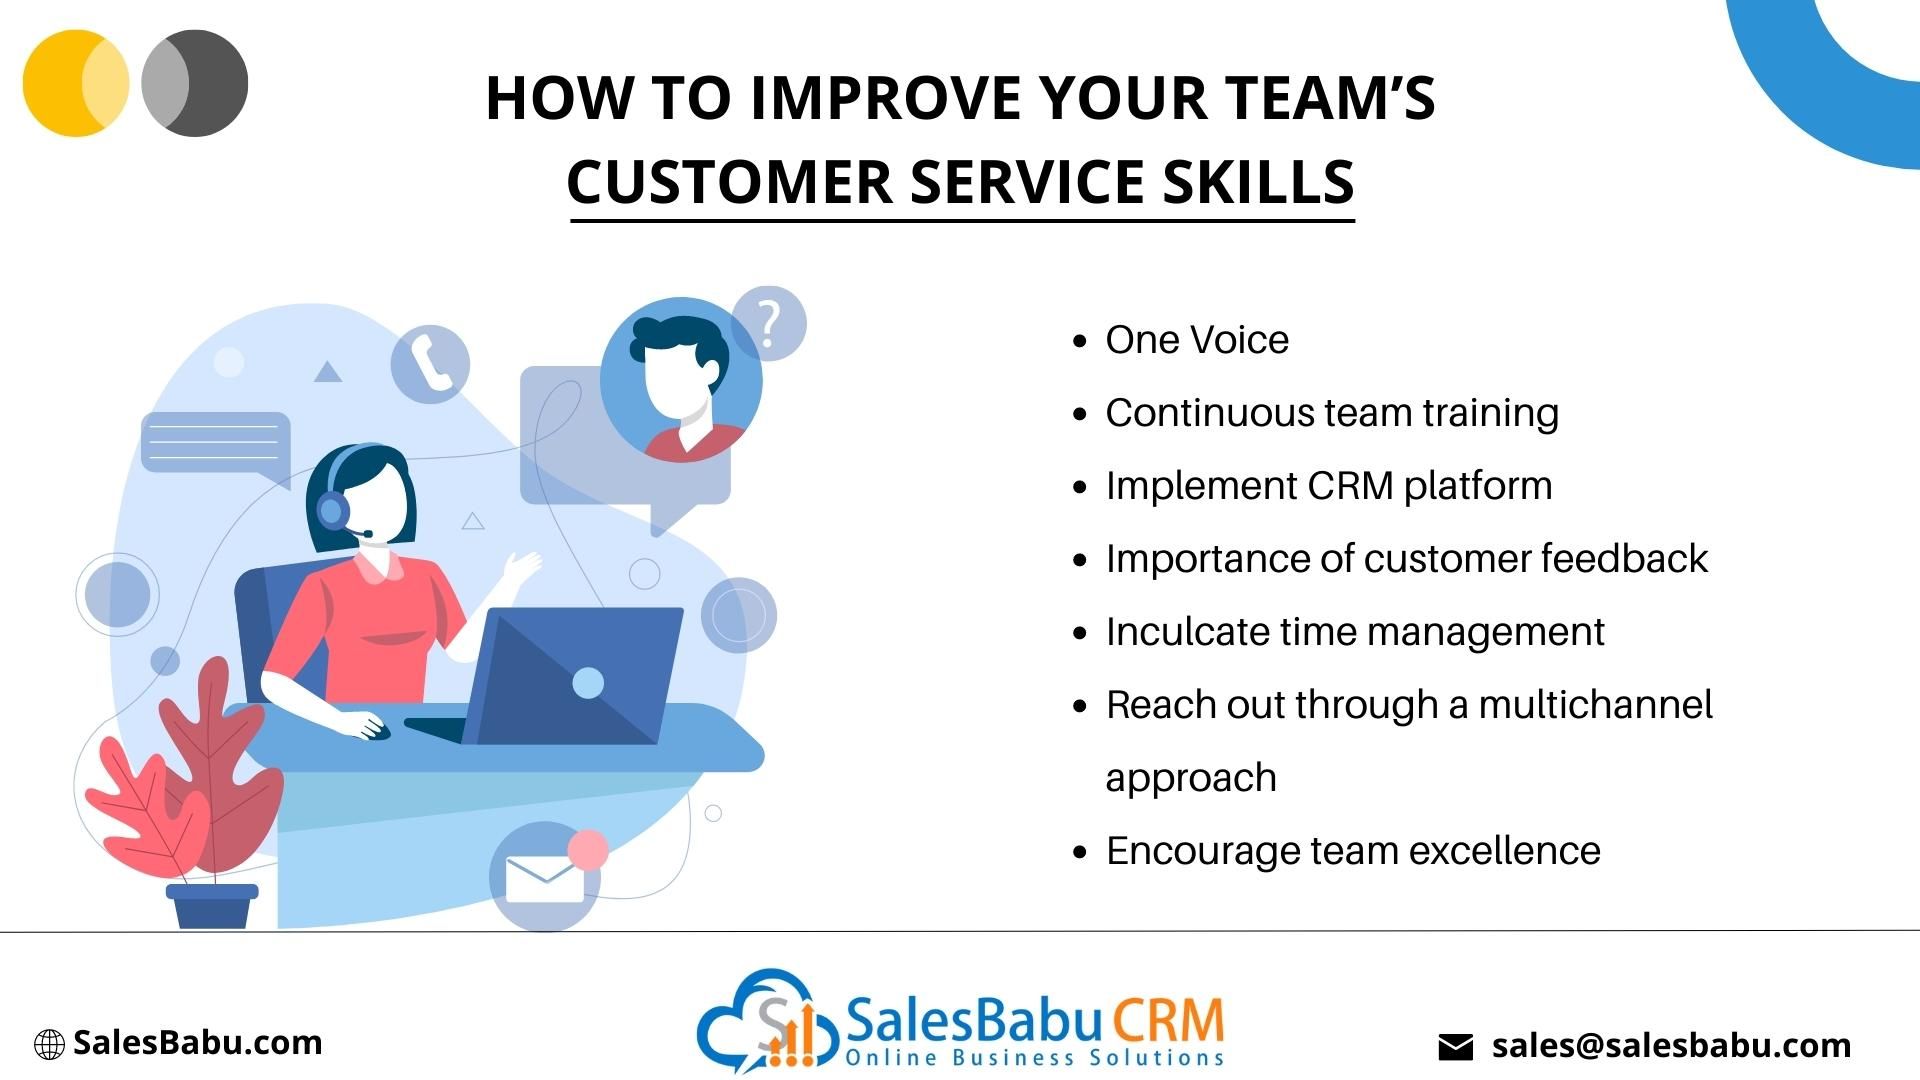 HOW TO IMPROVE YOUR TEAM’S
CUSTOMER SERVICE SKILLS
?
• One Voice
• Continuous team training
• Implement CRM platform
• Importance of customer feedback
• Inculcate time management
• Reach out through a multichannel
approach
• Encourage team excellence
SalesBabu.com
S
SalesBabu CRM
Online Business Solutions
sales@salesbabu.com